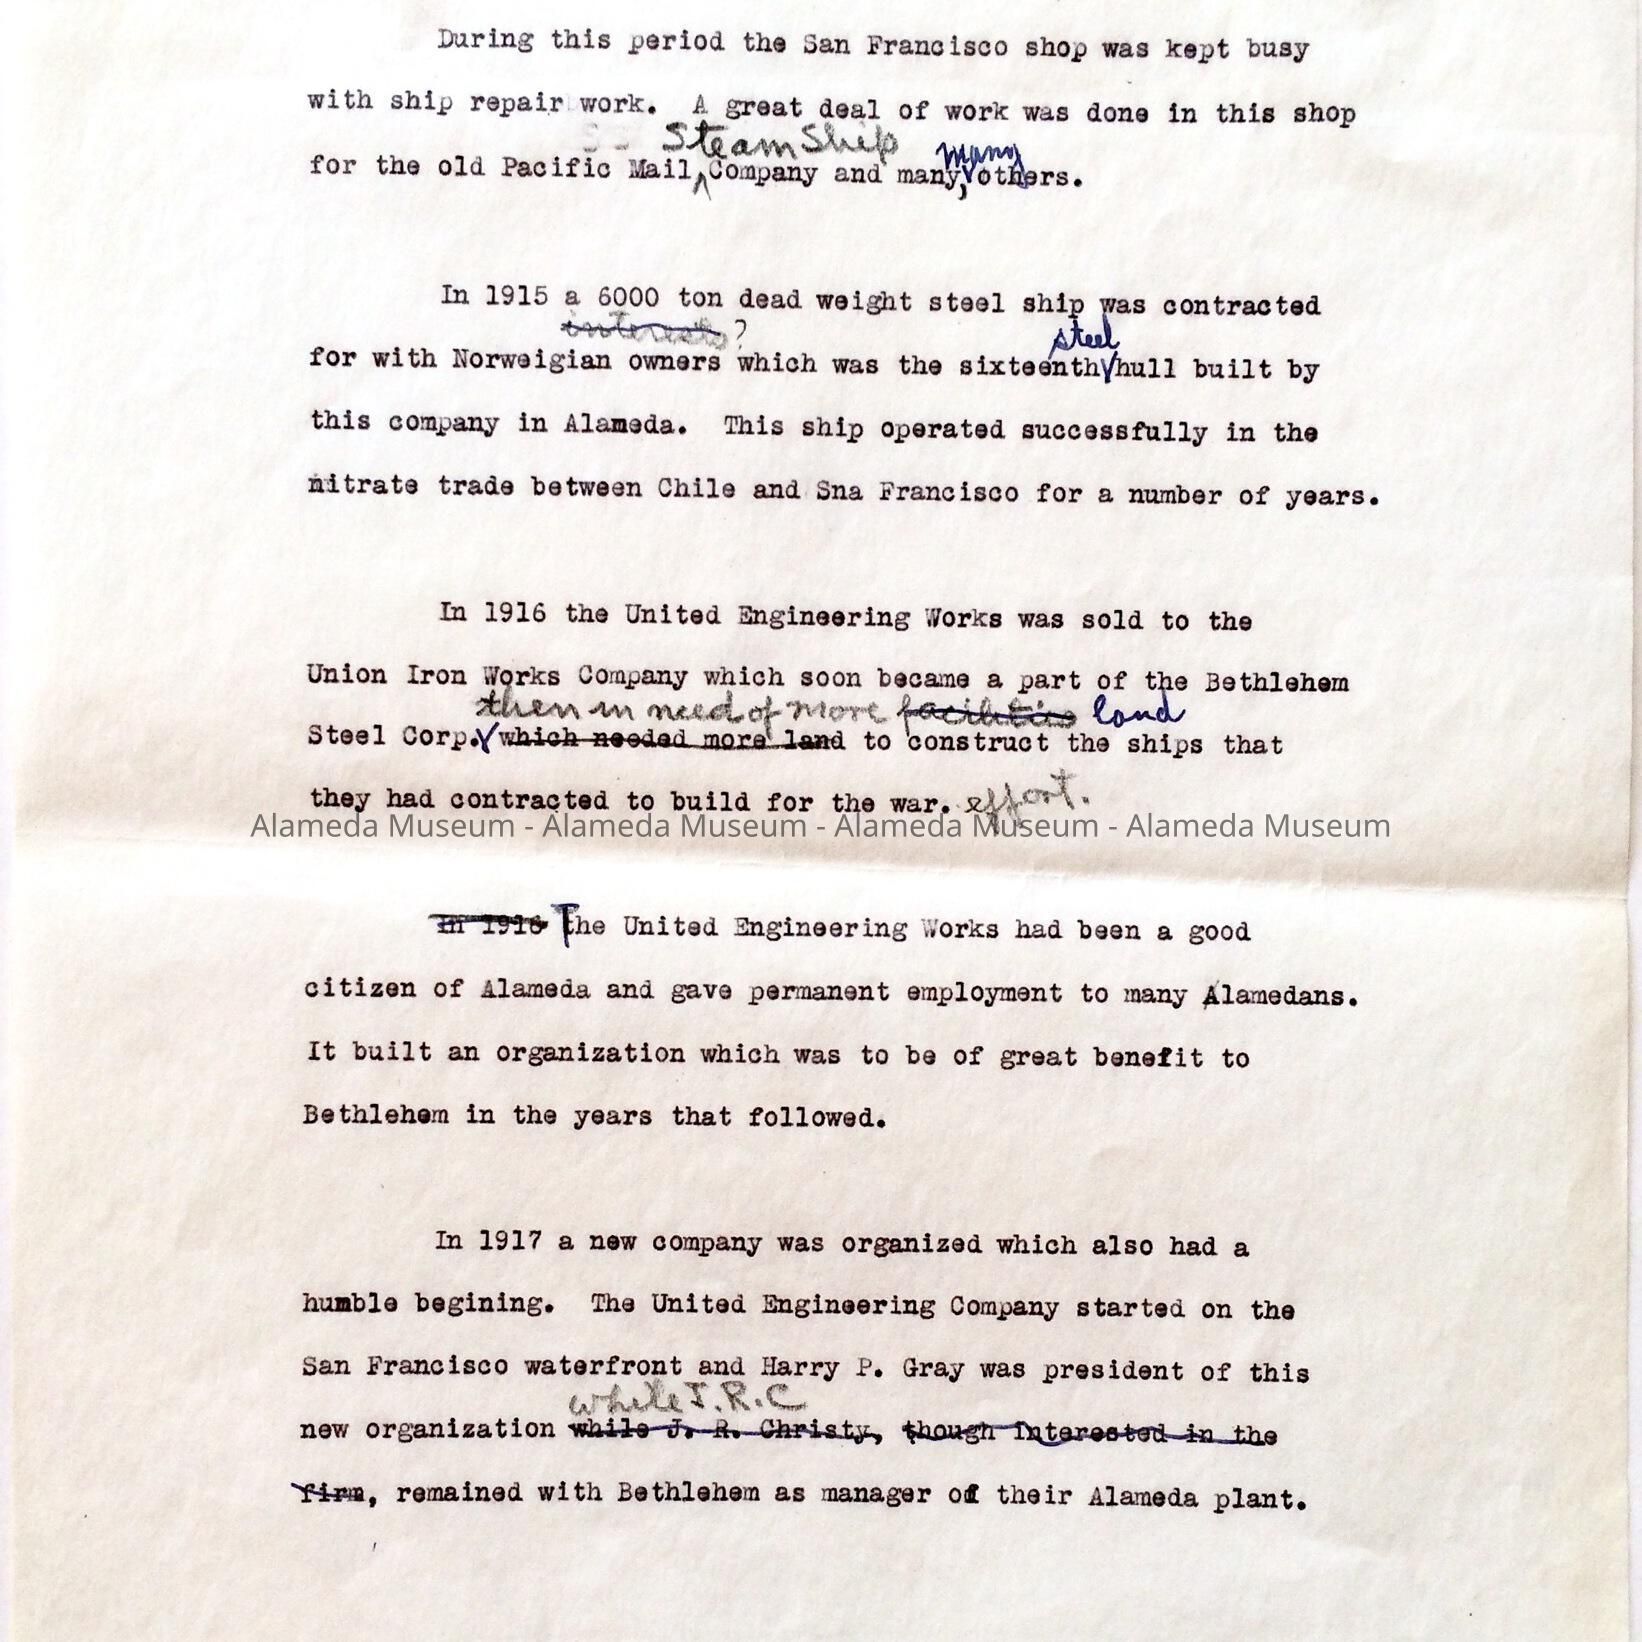 During this period the San Francisco shop was kept busy
with ship repair work. A great deal of work was done in this shop
Steam Ship many
for the old Pacific Mail Company and many, others.
In 1915 a 6000 ton dead weight steel ship was contracted
interests ? steel
for with Norweigian owners which was the sixteenth hull built by
this company in Alameda. This ship operated successfully in the
nitrate trade between Chile and Sna Francisco for a number of years.
In 1916 the United Engineering Works was sold to the
Union Iron Works Company which soon became a part of the Bethlehem
then in need of more facilities land
Steel Corp. which needed more land to construct the ships that
they had contracted to build for the war. effort.
Alameda Museum - Alameda Museum - Alameda Museum - Alameda Museum
In 1916 The United Engineering Works had been a good
citizen of Alameda and gave permanent employment to many Alamedans.
It built an organization which was to be of great benefit to
Bethlehem in the years that followed.
In 1917 a new company was organized which also had a
humble begining. The United Engineering Company started on the
San Francisco waterfront and Harry P. Gray was president of this
while J.R.C
new organization while J. R. Christy, though interested in the
firm, remained with Bethlehem as manager of their Alameda plant.